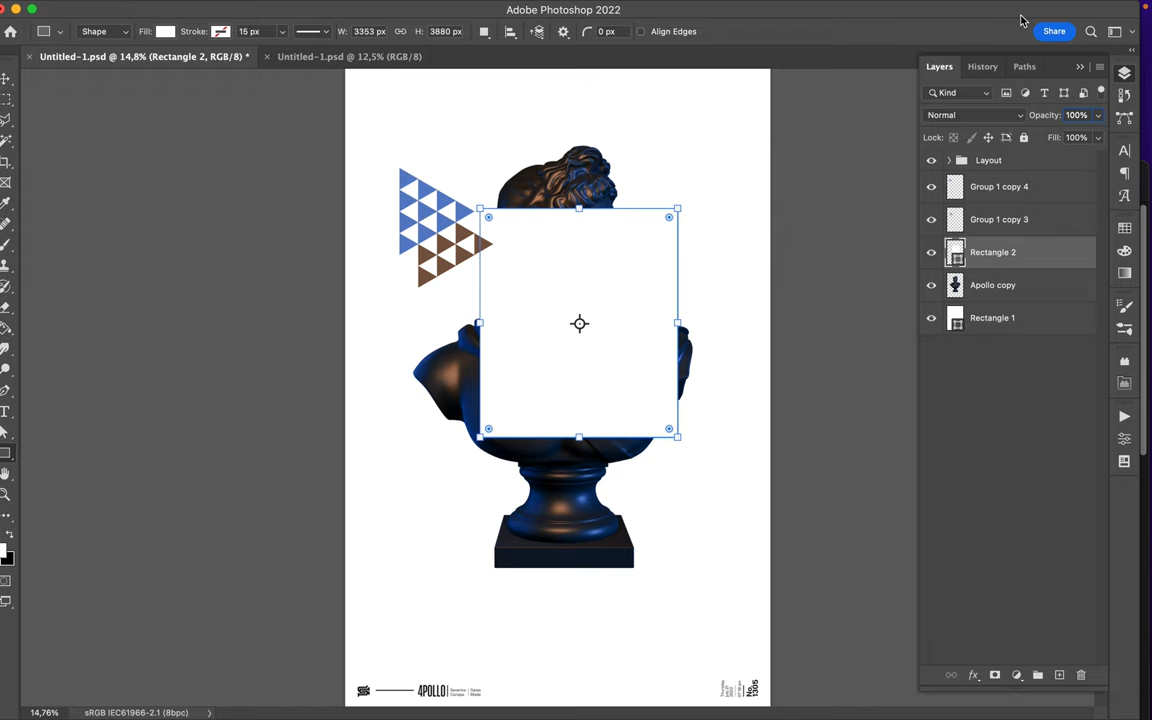 Adobe Photoshop 2022
Shape Fill: Stroke: 15 px W: 3353 px H: 3880 px 0 px Align Edges Share
Untitled-1.psd @ 14,8% (Rectangle 2, RGB/8) * Untitled-1.psd @ 12,5% (RGB/8)
Layers History Paths
Kind
Normal Opacity: 100%
Lock: Fill: 100%
Layout
Group 1 copy 4
Group 1 copy 3
Rectangle 2
Apollo copy
Rectangle 1
4POLLO
No. 1305
14,76% sRGB IEC61966-2.1 (8bpc)